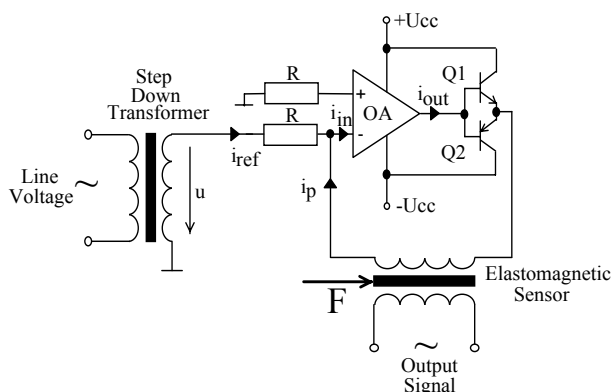 +Ucc
Step
Down
Transformer
R
Q1
+
OA
i_in
i_out
R
-
i_ref
Q2
Line
Voltage
~
u
i_p
-Ucc
F
Elastomagnetic
Sensor
~
Output
Signal